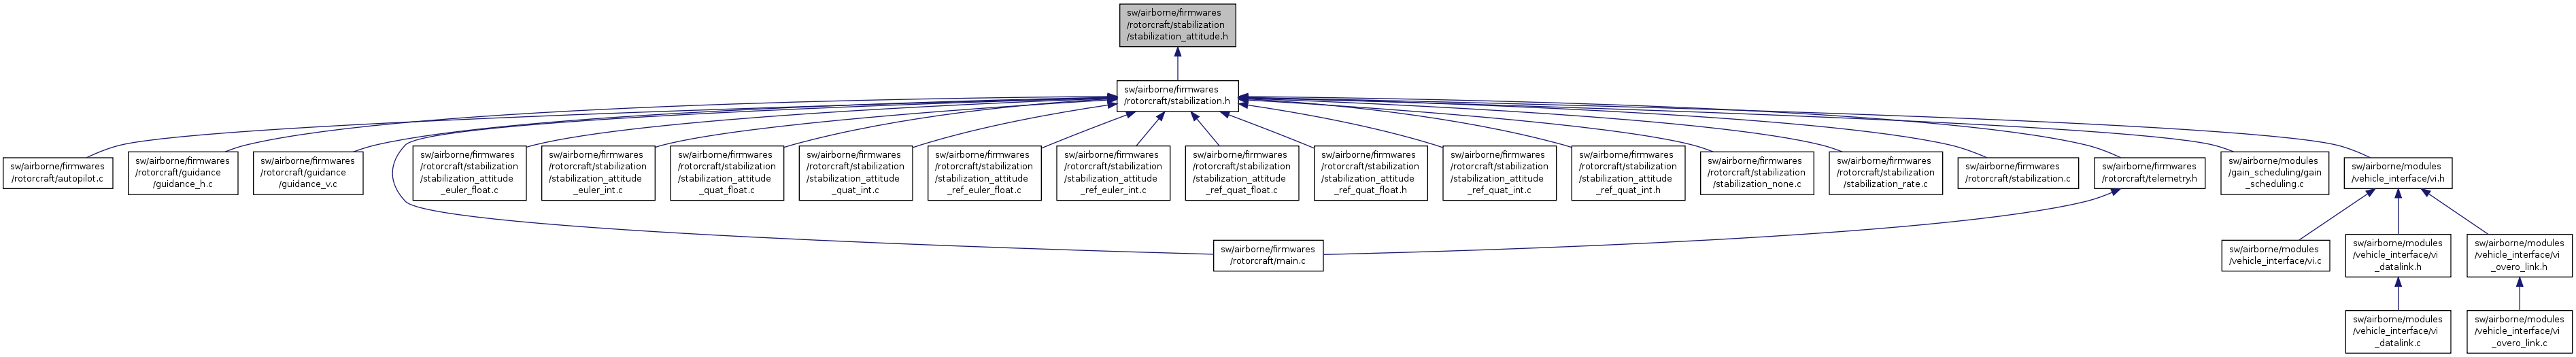 sw/airborne/firmwares
/rotorcraft/stabilization
/stabilization_attitude.h
sw/airborne/firmwares
/rotorcraft/stabilization.h
sw/airborne/firmwares
/rotorcraft/autopilot.c
sw/airborne/firmwares
/rotorcraft/guidance
/guidance_h.c
sw/airborne/firmwares
/rotorcraft/guidance
/guidance_v.c
sw/airborne/firmwares
/rotorcraft/stabilization
/stabilization_attitude
_euler_float.c
sw/airborne/firmwares
/rotorcraft/stabilization
/stabilization_attitude
_euler_int.c
sw/airborne/firmwares
/rotorcraft/stabilization
/stabilization_attitude
_quat_float.c
sw/airborne/firmwares
/rotorcraft/stabilization
/stabilization_attitude
_quat_int.c
sw/airborne/firmwares
/rotorcraft/stabilization
/stabilization_attitude
_ref_euler_float.c
sw/airborne/firmwares
/rotorcraft/stabilization
/stabilization_attitude
_ref_euler_int.c
sw/airborne/firmwares
/rotorcraft/stabilization
/stabilization_attitude
_ref_quat_float.c
sw/airborne/firmwares
/rotorcraft/stabilization
/stabilization_attitude
_ref_quat_float.h
sw/airborne/firmwares
/rotorcraft/stabilization
/stabilization_attitude
_ref_quat_int.c
sw/airborne/firmwares
/rotorcraft/stabilization
/stabilization_attitude
_ref_quat_int.h
sw/airborne/firmwares
/rotorcraft/stabilization
/stabilization_none.c
sw/airborne/firmwares
/rotorcraft/stabilization
/stabilization_rate.c
sw/airborne/firmwares
/rotorcraft/stabilization.c
sw/airborne/firmwares
/rotorcraft/telemetry.h
sw/airborne/modules
/gain_scheduling/gain
_scheduling.c
sw/airborne/modules
/vehicle_interface/vi.h
sw/airborne/firmwares
/rotorcraft/main.c
sw/airborne/modules
/vehicle_interface/vi.c
sw/airborne/modules
/vehicle_interface/vi
_datalink.h
sw/airborne/modules
/vehicle_interface/vi
_overo_link.h
sw/airborne/modules
/vehicle_interface/vi
_datalink.c
sw/airborne/modules
/vehicle_interface/vi
_overo_link.c